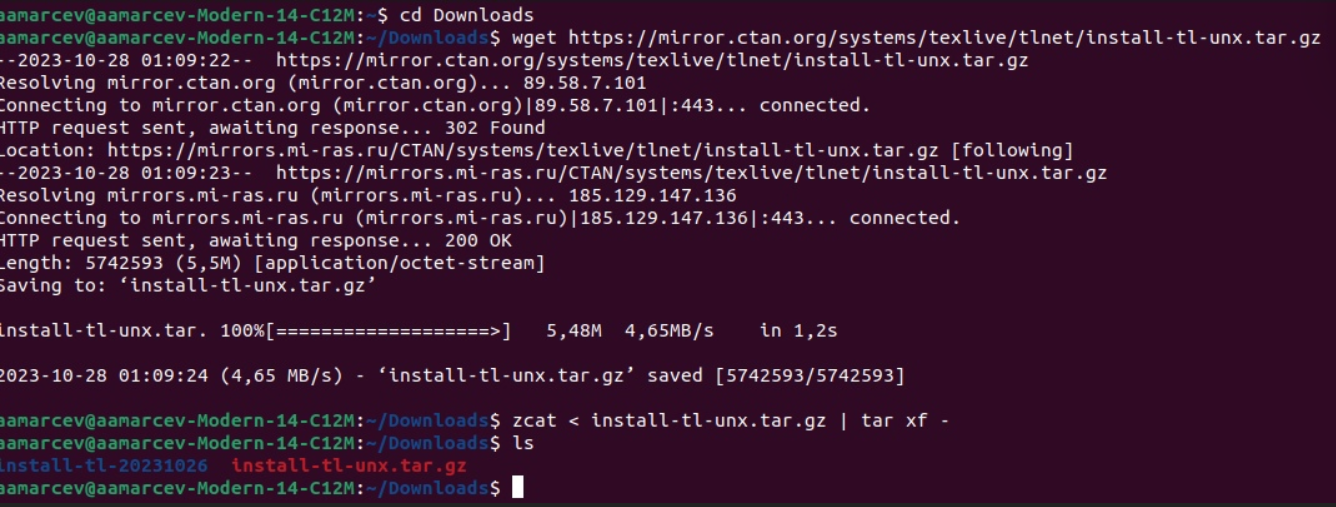 aamarcev@aamarcev-Modern-14-C12M:~$ cd Downloads
aamarcev@aamarcev-Modern-14-C12M:~/Downloads$ wget https://mirror.ctan.org/systems/texlive/tlnet/install-tl-unx.tar.gz
--2023-10-28 01:09:22--  https://mirror.ctan.org/systems/texlive/tlnet/install-tl-unx.tar.gz
Resolving mirror.ctan.org (mirror.ctan.org)... 89.58.7.101
Connecting to mirror.ctan.org (mirror.ctan.org)|89.58.7.101|:443... connected.
HTTP request sent, awaiting response... 302 Found
Location: https://mirrors.mi-ras.ru/CTAN/systems/texlive/tlnet/install-tl-unx.tar.gz [following]
--2023-10-28 01:09:23--  https://mirrors.mi-ras.ru/CTAN/systems/texlive/tlnet/install-tl-unx.tar.gz
Resolving mirrors.mi-ras.ru (mirrors.mi-ras.ru)... 185.129.147.136
Connecting to mirrors.mi-ras.ru (mirrors.mi-ras.ru)|185.129.147.136|:443... connected.
HTTP request sent, awaiting response... 200 OK
Length: 5742593 (5,5M) [application/octet-stream]
Saving to: ‘install-tl-unx.tar.gz’
install-tl-unx.tar. 100%[===================>]   5,48M  4,65MB/s    in 1,2s
2023-10-28 01:09:24 (4,65 MB/s) - ‘install-tl-unx.tar.gz’ saved [5742593/5742593]
aamarcev@aamarcev-Modern-14-C12M:~/Downloads$ zcat < install-tl-unx.tar.gz | tar xf -
aamarcev@aamarcev-Modern-14-C12M:~/Downloads$ ls
install-tl-20231026  install-tl-unx.tar.gz
aamarcev@aamarcev-Modern-14-C12M:~/Downloads$